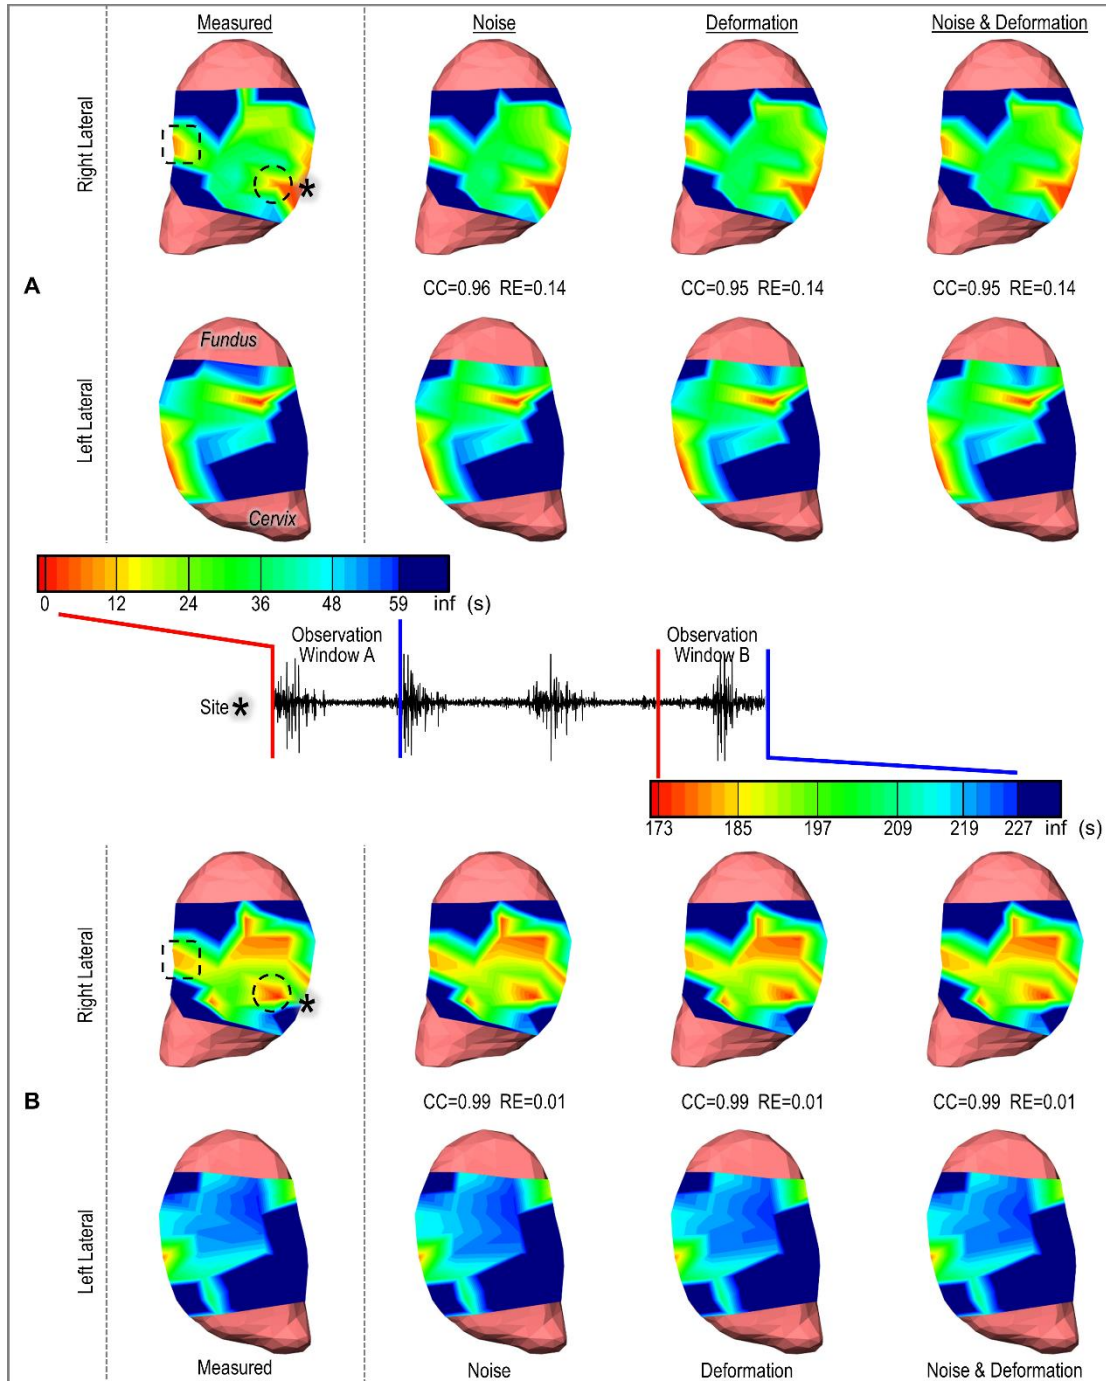 Measured Noise Deformation Noise & Deformation
Right Lateral
*
A
CC=0.96 RE=0.14 CC=0.95 RE=0.14 CC=0.95 RE=0.14
Left Lateral
Fundus
Cervix
0 12 24 36 48 59 inf (s)
Observation
Window A
Observation
Window B
Site *
173 185 197 209 219 227 inf (s)
Right Lateral
*
B
CC=0.99 RE=0.01 CC=0.99 RE=0.01 CC=0.99 RE=0.01
Left Lateral
Measured Noise Deformation Noise & Deformation